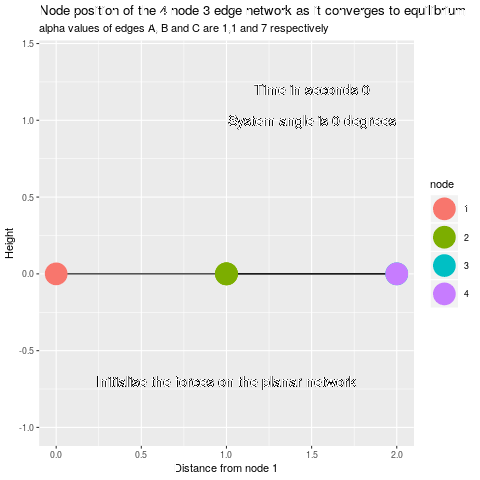 Node position of the 4 node 3 edge network as it converges to equilibrium
alpha values of edges A, B and C are 1,1 and 7 respectively
1.5
Time in seconds 0
1.0
System angle is 0 degrees
0.5
Height
0.0
-0.5
Initialise the forces on the planar network
-1.0
0.0 0.5 1.0 1.5 2.0
Distance from node 1
node
1
2
3
4